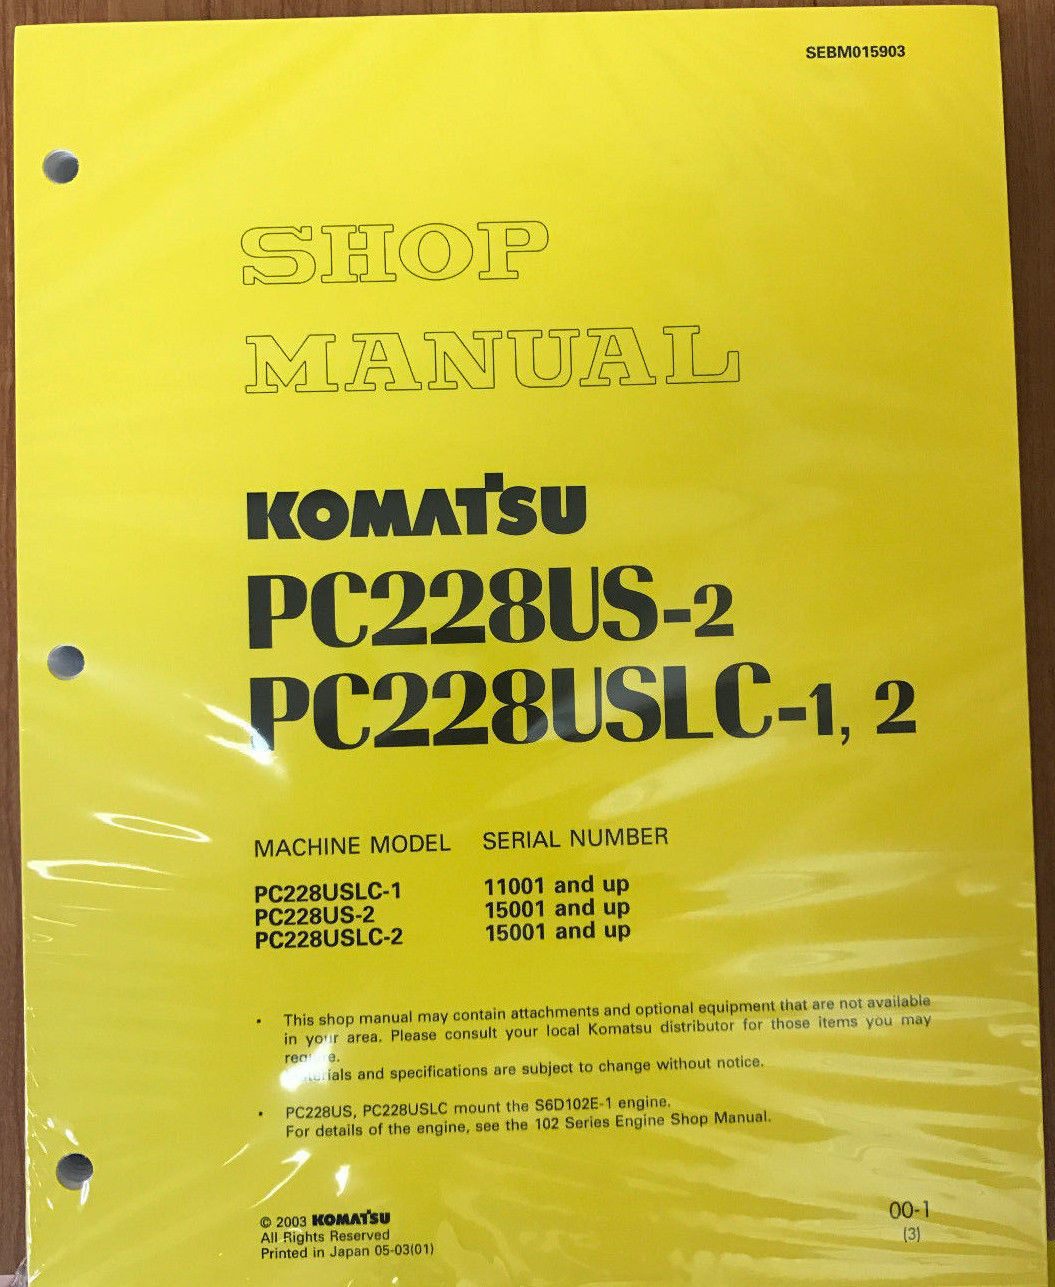 SEBM015903
SHOP
MANUAL
KOMATSU
PC228US-2
PC228USLC-1, 2
MACHINE MODEL SERIAL NUMBER
PC228USLC-1 11001 and up
PC228US-2 15001 and up
PC228USLC-2 15001 and up
• This shop manual may contain attachments and optional equipment that are not available
in your area. Please consult your local Komatsu distributor for those items you may
require.
Materials and specifications are subject to change without notice.
• PC228US, PC228USLC mount the S6D102E-1 engine.
For details of the engine, see the 102 Series Engine Shop Manual.
© 2003 KOMATSU
All Rights Reserved
Printed in Japan 05-03(01)
00-1
(3)